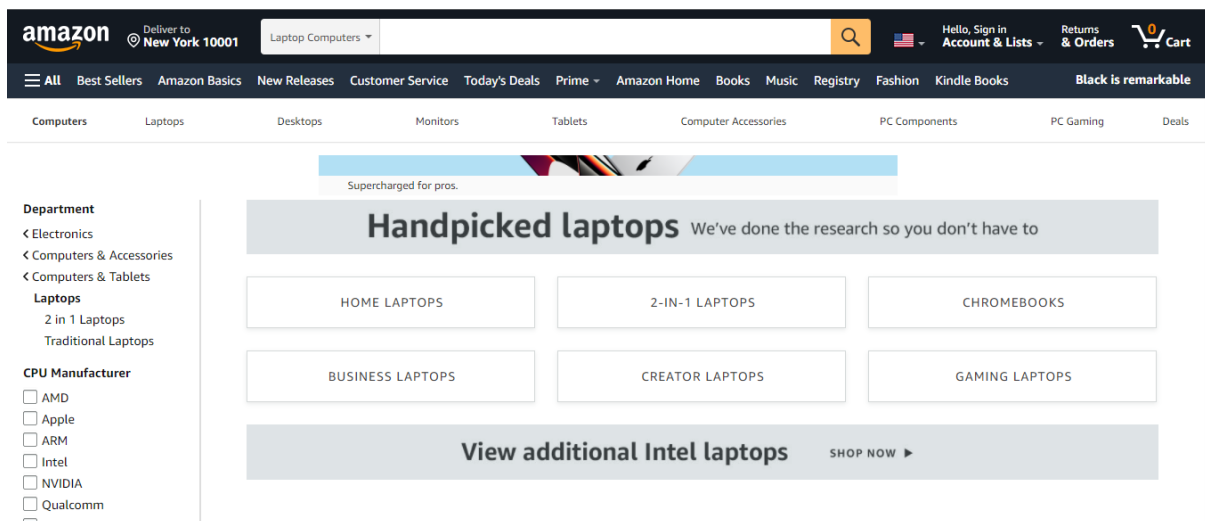 amazon
Deliver to
New York 10001
Laptop Computers
Hello, Sign in
Account & Lists
Returns
& Orders
0
Cart
All Best Sellers Amazon Basics New Releases Customer Service Today's Deals Prime Amazon Home Books Music Registry Fashion Kindle Books Black is remarkable
Computers Laptops Desktops Monitors Tablets Computer Accessories PC Components PC Gaming Deals
Supercharged for pros.
Department
Electronics
Computers & Accessories
Computers & Tablets
Laptops
2 in 1 Laptops
Traditional Laptops
CPU Manufacturer
AMD
Apple
ARM
Intel
NVIDIA
Qualcomm
Handpicked laptops We've done the research so you don't have to
HOME LAPTOPS 2-IN-1 LAPTOPS CHROMEBOOKS
BUSINESS LAPTOPS CREATOR LAPTOPS GAMING LAPTOPS
View additional Intel laptops SHOP NOW